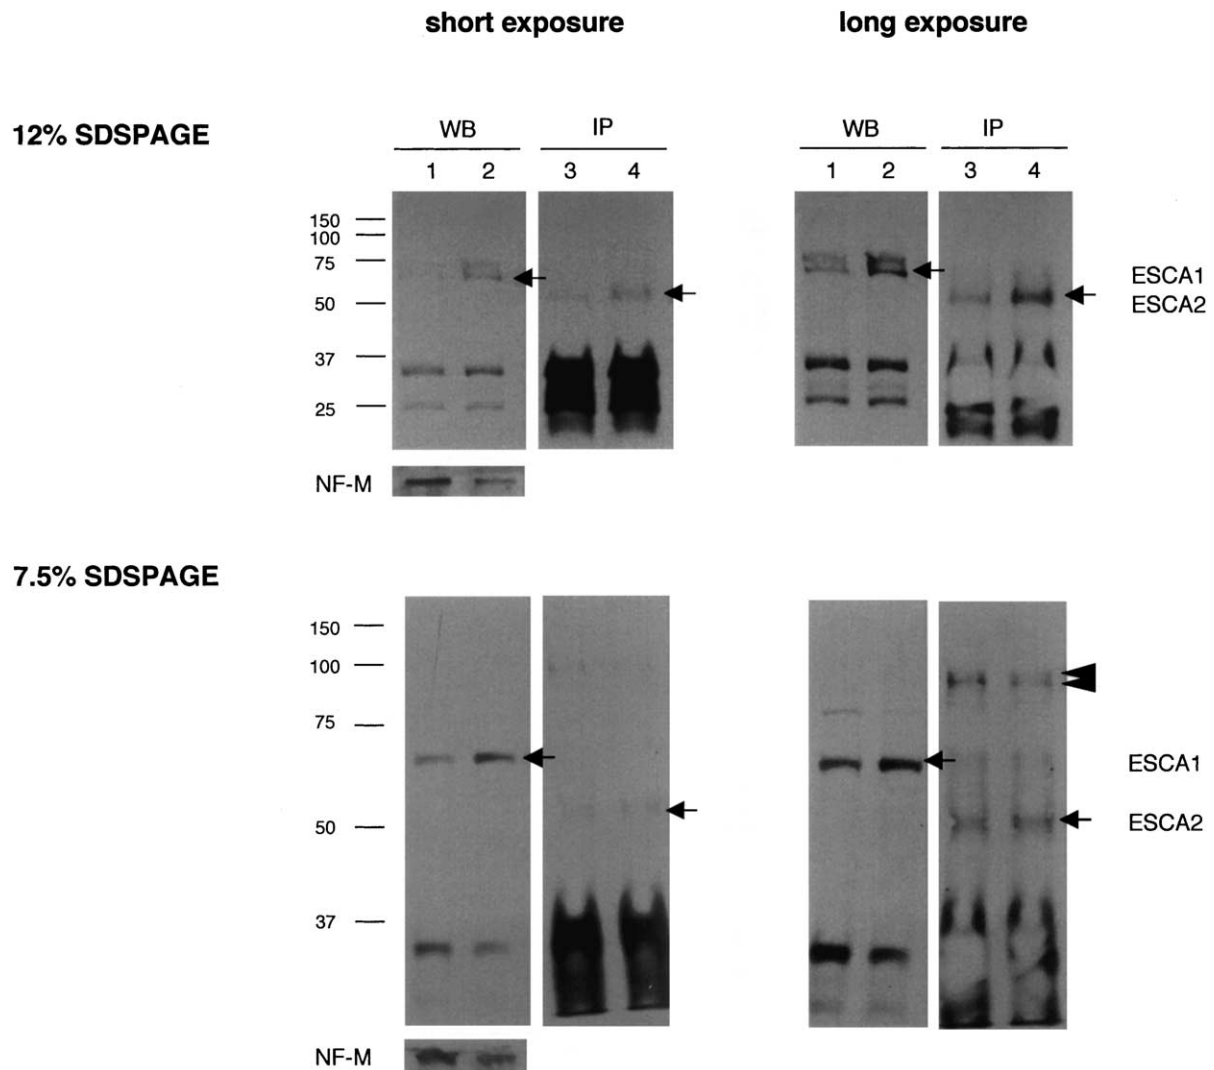 short exposure long exposure
12% SDSPAGE
WB IP WB IP
1 2 3 4 1 2 3 4
150
100
75
50
37
25
ESCA1
ESCA2
NF-M
7.5% SDSPAGE
150
100
75
50
37
ESCA1
ESCA2
NF-M